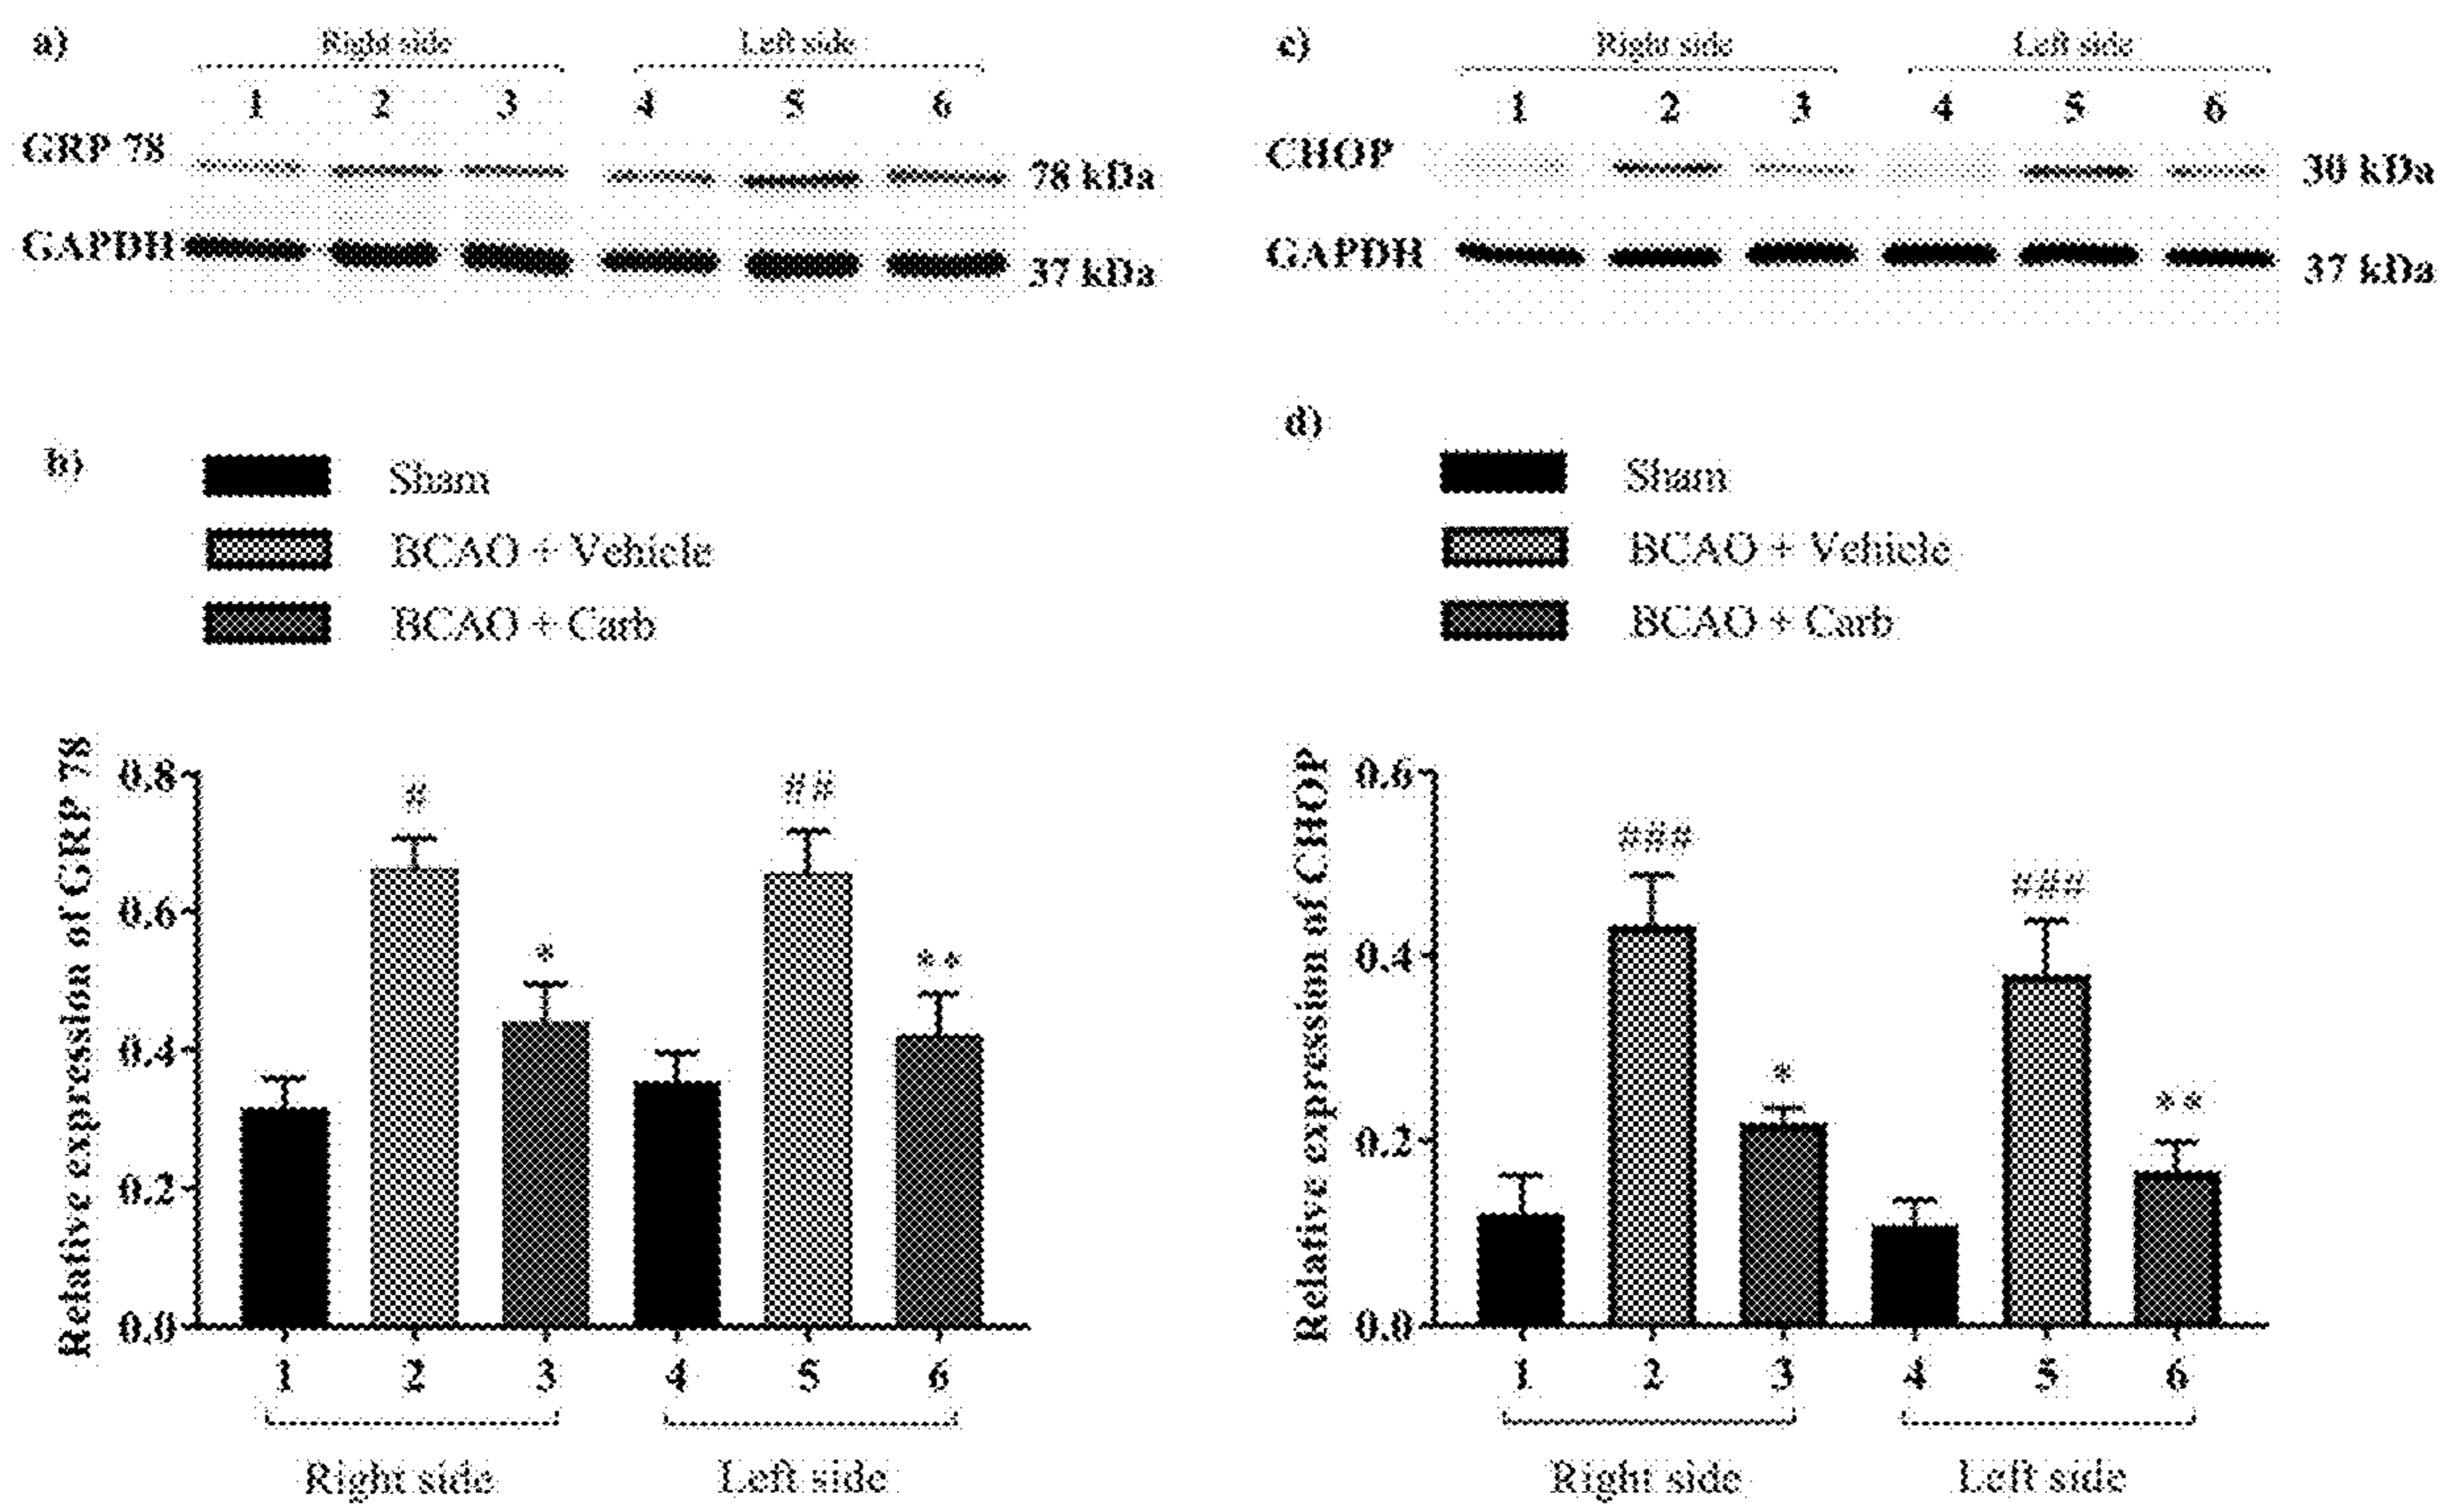 a)
Right side Left side
1 2 3 4 5 6
GRP 78 78 kDa
GAPDH 37 kDa
c)
Right side Left side
1 2 3 4 5 6
CHOP 30 kDa
GAPDH 37 kDa
b)
Sham
BCAO + Vehicle
BCAO + Carb
Relative expression of GRP 78
0.8
0.6
0.4
0.2
0.0
# * ## **
1 2 3 4 5 6
Right side Left side
d)
Sham
BCAO + Vehicle
BCAO + Carb
Relative expression of CHOP
0.6
0.4
0.2
0.0
### * ### **
1 2 3 4 5 6
Right side Left side